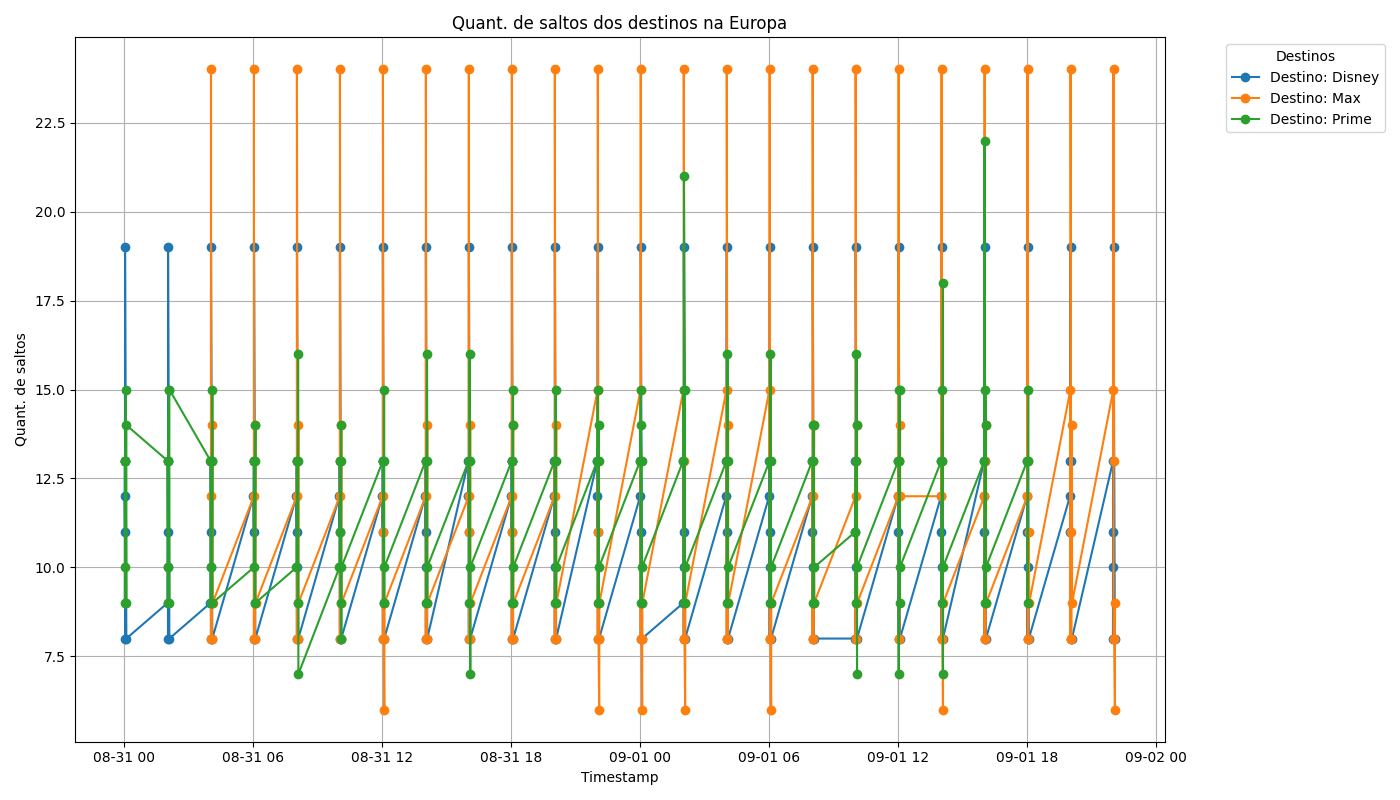 Quant. de saltos dos destinos na Europa
Destinos
Destino: Disney
Destino: Max
Destino: Prime
Quant. de saltos
22.5
20.0
17.5
15.0
12.5
10.0
7.5
08-31 00
08-31 06
08-31 12
08-31 18
09-01 00
09-01 06
09-01 12
09-01 18
09-02 00
Timestamp